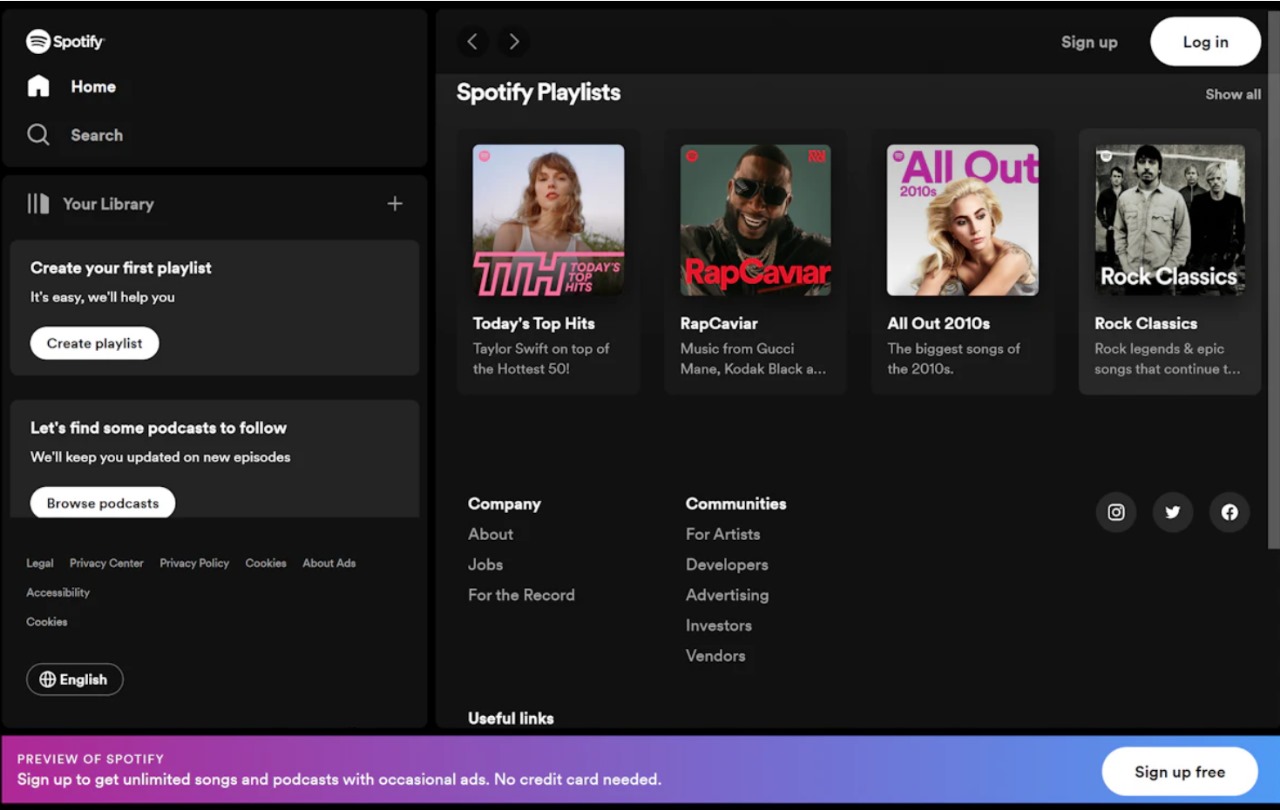 Spotify
Home
Search
Your Library
Create your first playlist
It's easy, we'll help you
Create playlist
Let's find some podcasts to follow
We'll keep you updated on new episodes
Browse podcasts
Legal Privacy Center Privacy Policy Cookies About Ads
Accessibility
Cookies
English
Sign up
Log in
Spotify Playlists
Show all
TTH TODAY'S
TOP
HITS
Today's Top Hits
Taylor Swift on top of
the Hottest 50!
RapCaviar
RapCaviar
Music from Gucci
Mane, Kodak Black a...
All Out
2010s
All Out 2010s
The biggest songs of
the 2010s.
Rock Classics
Rock Classics
Rock legends & epic
songs that continue t...
Company
About
Jobs
For the Record
Communities
For Artists
Developers
Advertising
Investors
Vendors
Useful links
PREVIEW OF SPOTIFY
Sign up to get unlimited songs and podcasts with occasional ads. No credit card needed.
Sign up free